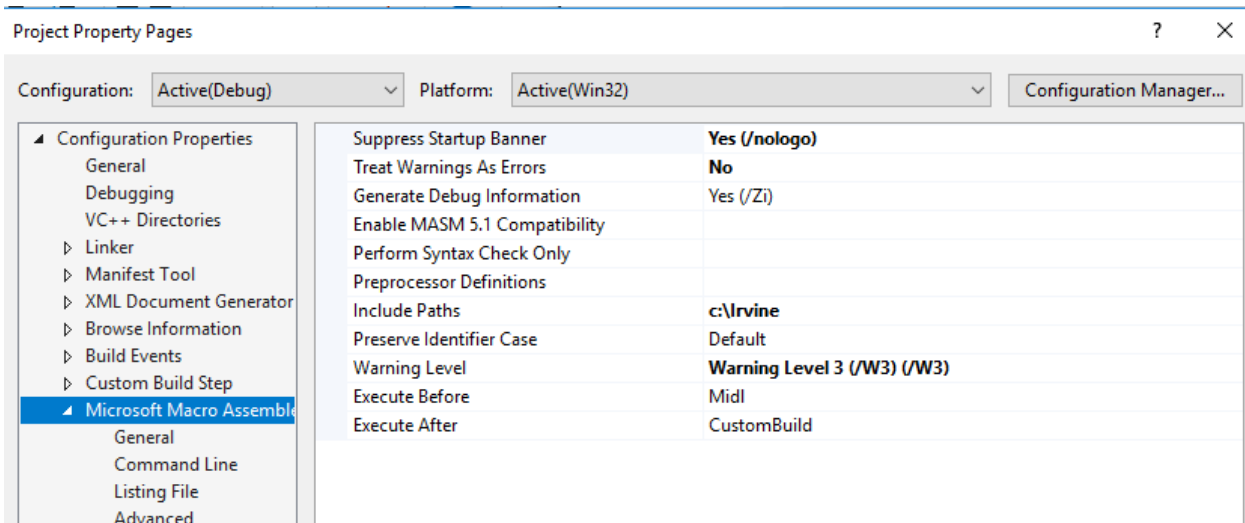 Project Property Pages ? ×
Configuration: Active(Debug) Platform: Active(Win32) Configuration Manager...
Configuration Properties
General
Debugging
VC++ Directories
Linker
Manifest Tool
XML Document Generator
Browse Information
Build Events
Custom Build Step
Microsoft Macro Assemble
General
Command Line
Listing File
Advanced
Suppress Startup Banner Yes (/nologo)
Treat Warnings As Errors No
Generate Debug Information Yes (/Zi)
Enable MASM 5.1 Compatibility
Perform Syntax Check Only
Preprocessor Definitions
Include Paths c:\Irvine
Preserve Identifier Case Default
Warning Level Warning Level 3 (/W3) (/W3)
Execute Before Midl
Execute After CustomBuild